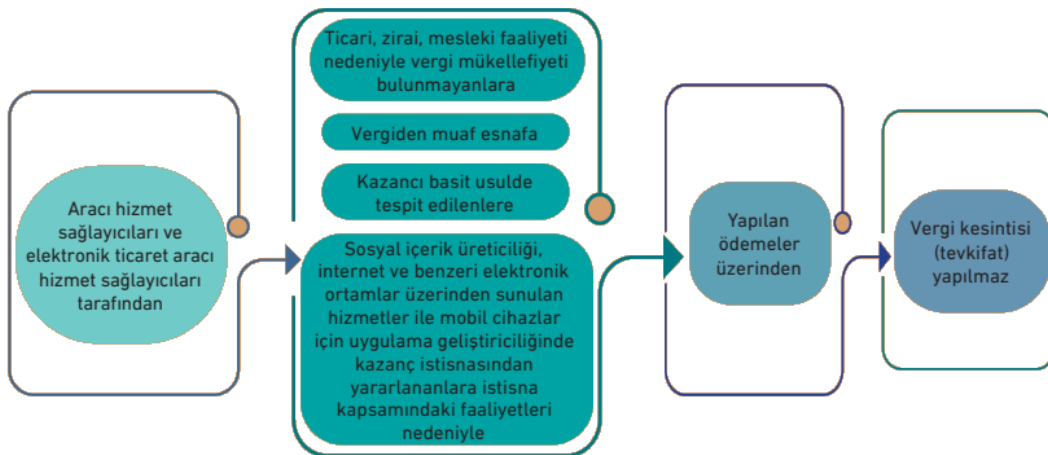 Aracı hizmet
sağlayıcıları ve
elektronik ticaret aracı
hizmet sağlayıcıları
tarafından
Ticari, zirai, mesleki faaliyeti
nedeniyle vergi mükellefiyeti
bulunmayanlara
Vergiden muaf esnafa
Kazancı basit usulde
tespit edilenlere
Sosyal içerik üreticiliği,
internet ve benzeri elektronik
ortamlar üzerinden sunulan
hizmetler ile mobil cihazlar
için uygulama geliştiriciliğinde
kazanç istisnasından
yararlananlara istisna
kapsamındaki faaliyetleri
nedeniyle
Yapılan
ödemeler
üzerinden
Vergi kesintisi
(tevkifat)
yapılmaz